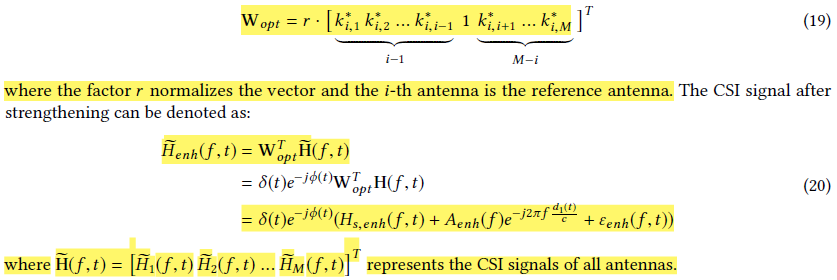 W_opt = r · [ k*_{i,1} k*_{i,2} ... k*_{i,i−1} 1 k*_{i,i+1} ... k*_{i,M} ]^T (19)
i−1 M−i
where the factor r normalizes the vector and the i-th antenna is the reference antenna. The CSI signal after
strengthening can be denoted as:
H̃_enh(f, t) = W^T_opt H̃(f, t)
= δ(t)e^{−jϕ(t)} W^T_opt H(f, t) (20)
= δ(t)e^{−jϕ(t)}(H_{s,enh}(f, t) + A_enh(f)e^{−j2πf d_1(t)/c} + ε_enh(f, t))
where H̃(f, t) = [H̃_1(f, t) H̃_2(f, t) ... H̃_M(f, t)]^T represents the CSI signals of all antennas.